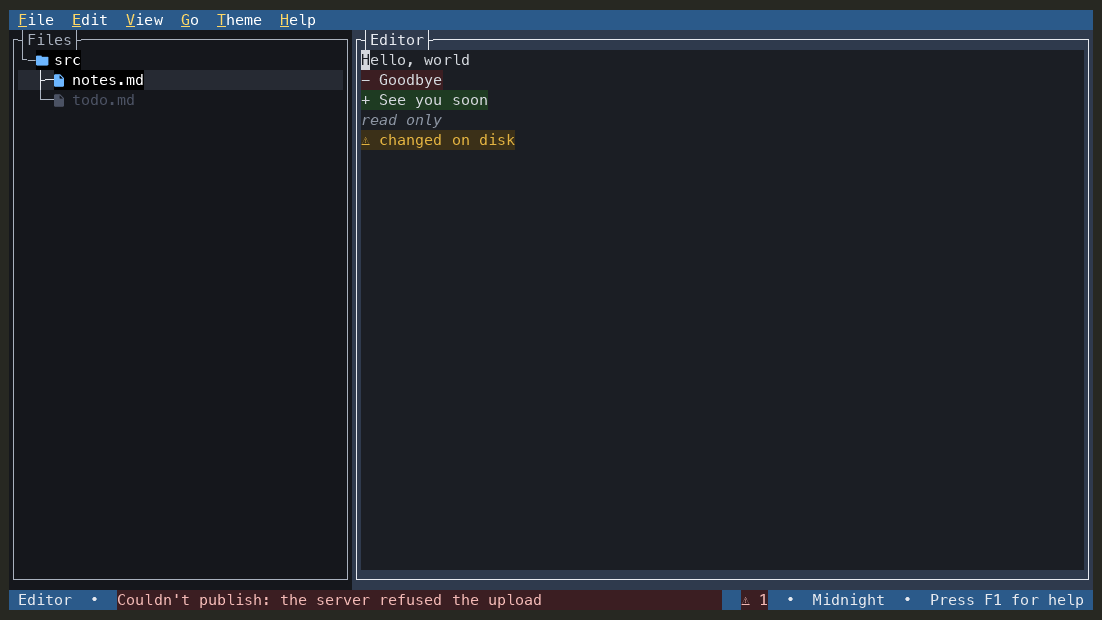 File Edit View Go Theme Help
Files
Editor
src
notes.md
todo.md
Hello, world
- Goodbye
+ See you soon
read only
⚠ changed on disk
Editor • Couldn't publish: the server refused the upload ⚠ 1 • Midnight • Press F1 for help